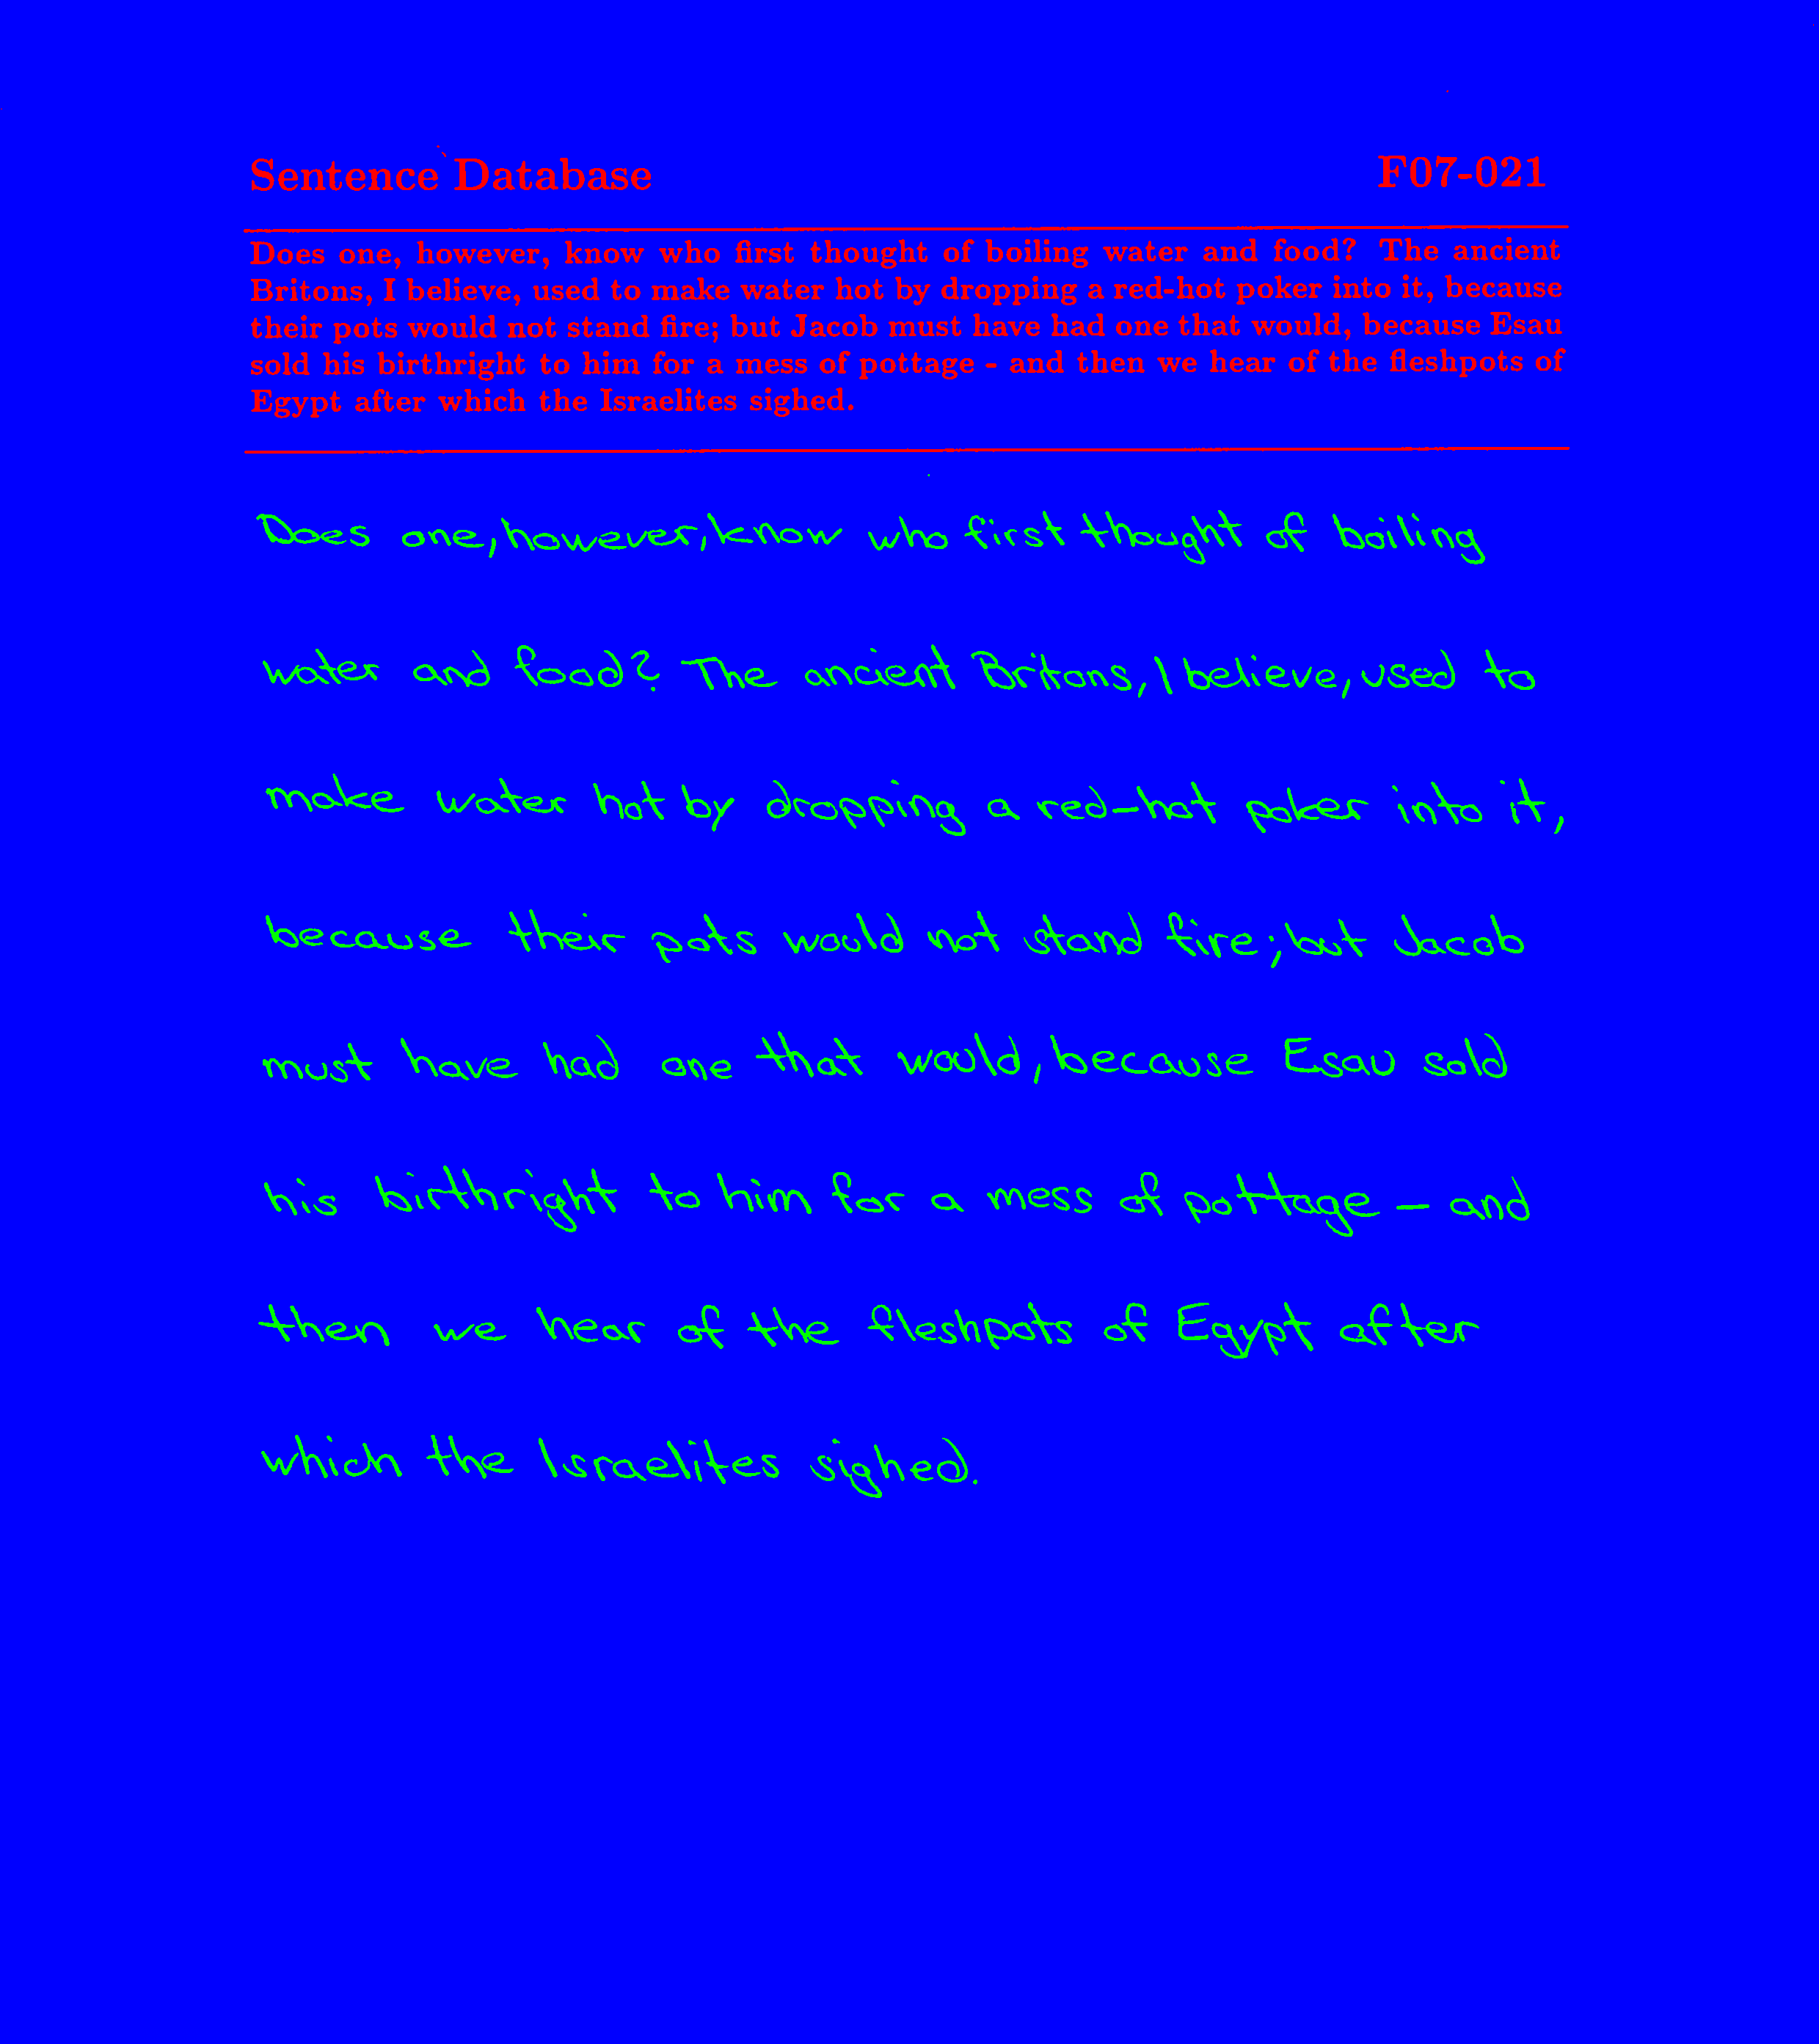 Sentence Database F07-021
Does one, however, know who first thought of boiling water and food? The ancient
Britons, I believe, used to make water hot by dropping a red-hot poker into it, because
their pots would not stand fire; but Jacob must have had one that would, because Esau
sold his birthright to him for a mess of pottage - and then we hear of the fleshpots of
Egypt after which the Israelites sighed.
Does one, however, know who first thought of boiling
water and food? The ancient Britons, I believe, used to
make water hot by dropping a red-hot poker into it,
because their pots would not stand fire; but Jacob
must have had one that would, because Esau sold
his birthright to him for a mess of pottage - and
then we hear of the fleshpots of Egypt after
which the Israelites sighed.